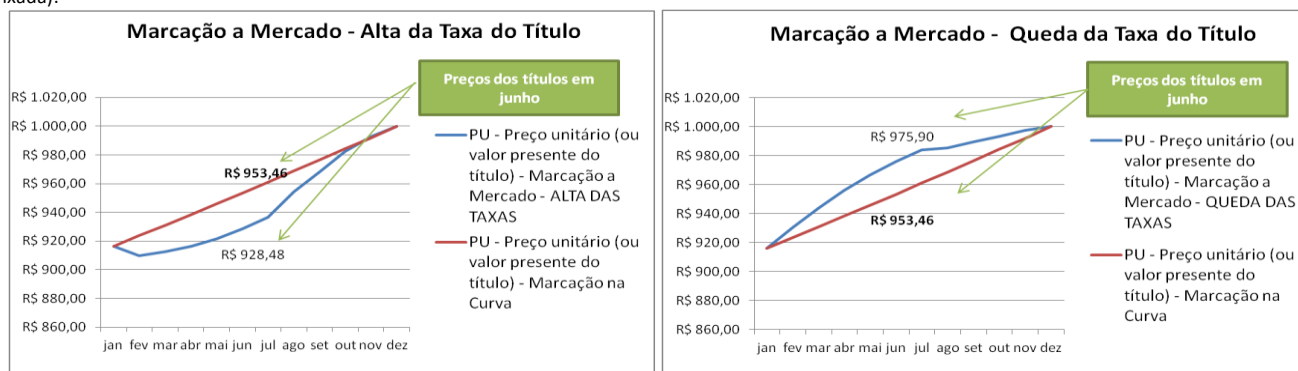 ixada).
Marcação a Mercado - Alta da Taxa do Título
Preços dos títulos em
junho
R$ 1.020,00
R$ 1.000,00
R$ 980,00
R$ 960,00
R$ 940,00
R$ 920,00
R$ 900,00
R$ 880,00
R$ 860,00
R$ 953,46
R$ 928,48
jan fev mar abr mai jun jul ago set out nov dez
PU - Preço unitário (ou
valor presente do
título) - Marcação a
Mercado - ALTA DAS
TAXAS
PU - Preço unitário (ou
valor presente do
título) - Marcação na
Curva
Marcação a Mercado - Queda da Taxa do Título
Preços dos títulos em
junho
R$ 1.020,00
R$ 1.000,00
R$ 980,00
R$ 960,00
R$ 940,00
R$ 920,00
R$ 900,00
R$ 880,00
R$ 860,00
R$ 975,90
R$ 953,46
jan fev mar abr mai jun jul ago set out nov dez
PU - Preço unitário (ou
valor presente do
título) - Marcação a
Mercado - QUEDA DAS
TAXAS
PU - Preço unitário (ou
valor presente do
título) - Marcação na
Curva